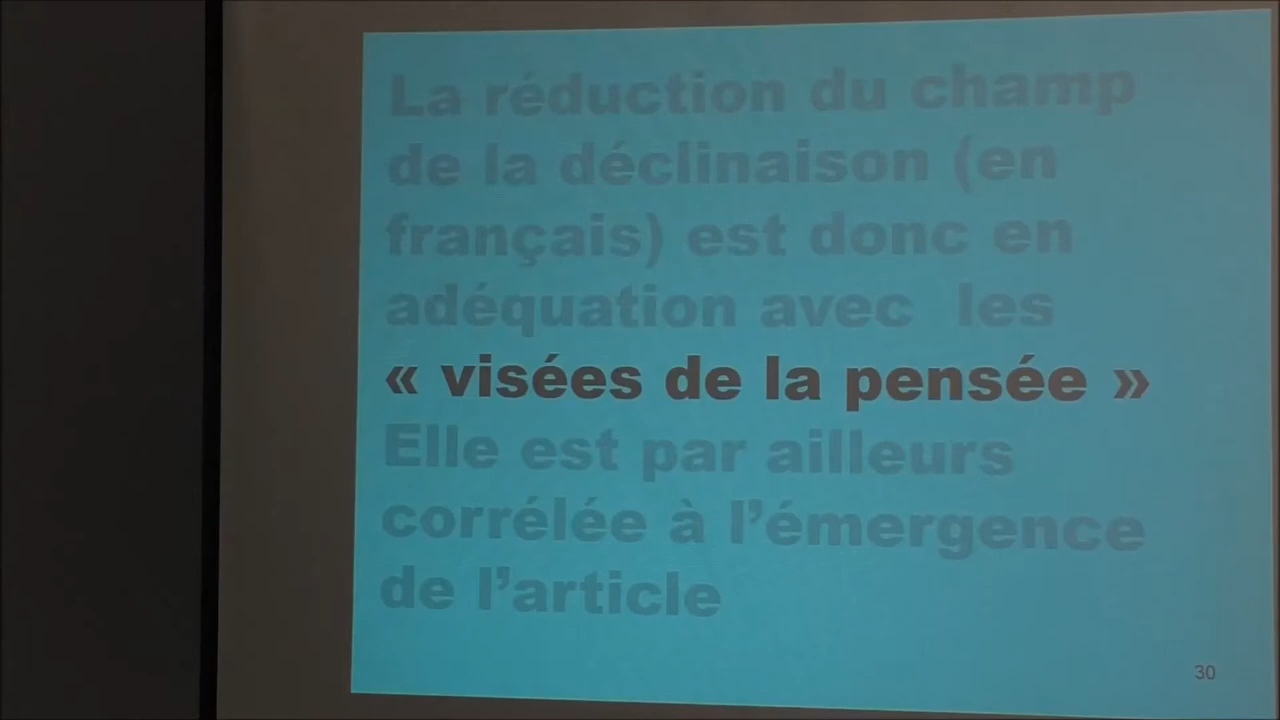 La réduction du champ
de la déclinaison (en
français) est donc en
adéquation avec les
« visées de la pensée »
Elle est par ailleurs
corrélée à l’émergence
de l’article
30